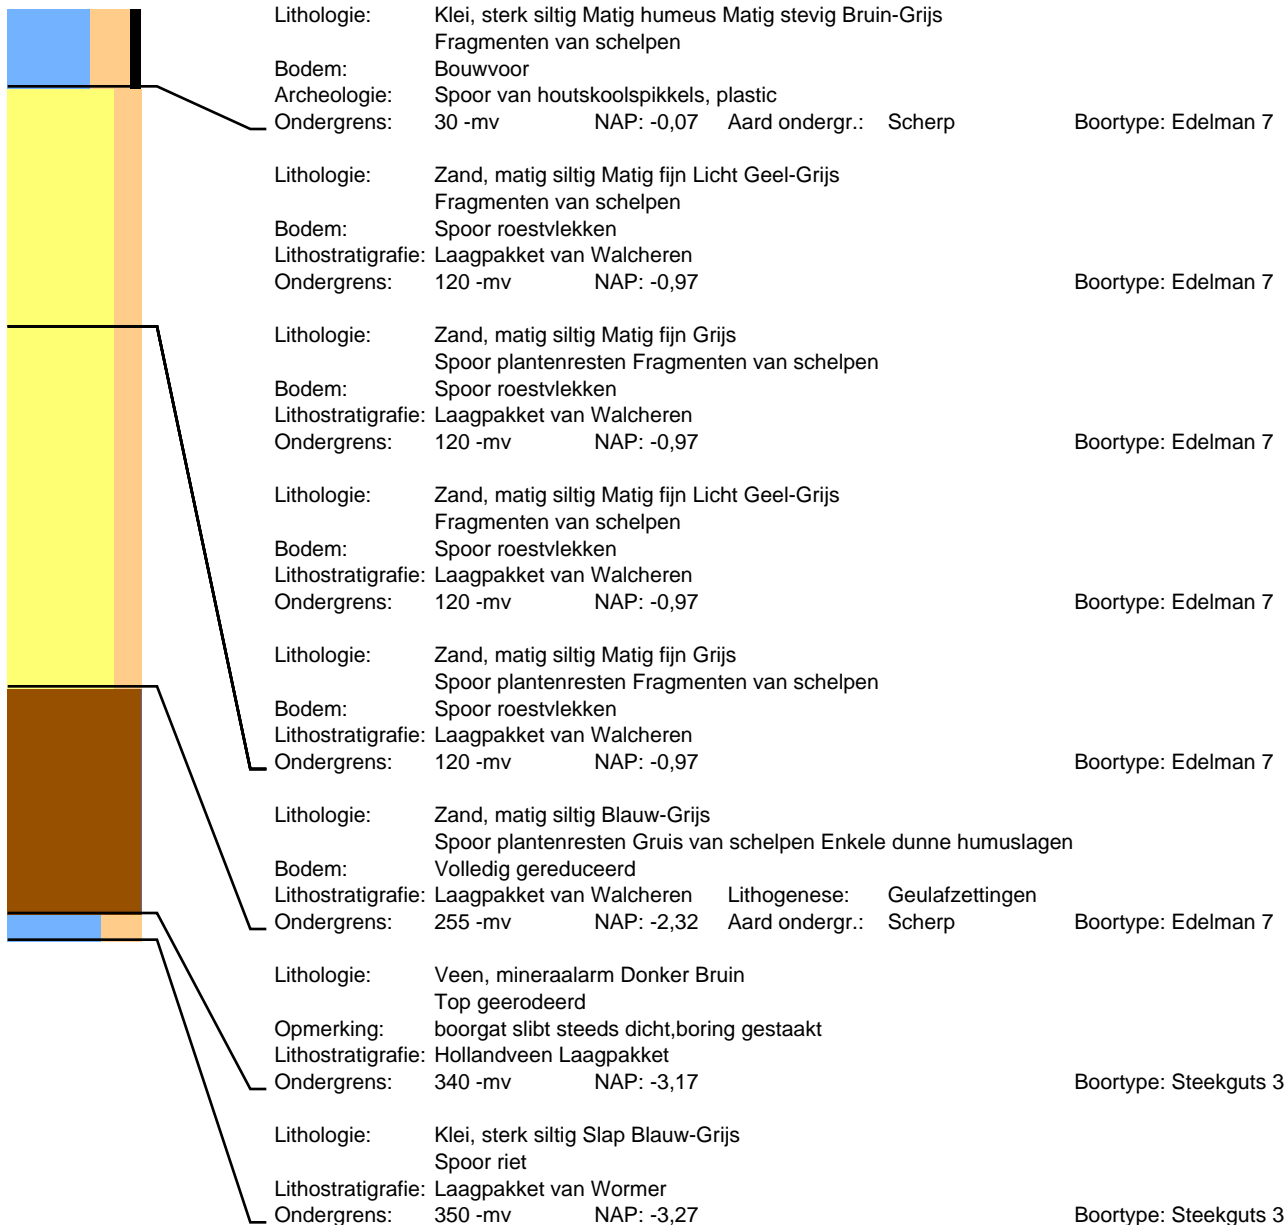 Lithologie: Klei, sterk siltig Matig humeus Matig stevig Bruin-Grijs
Fragmenten van schelpen
Bodem: Bouwvoor
Archeologie: Spoor van houtskoolspikkels, plastic
Ondergrens: 30 -mv NAP: -0,07 Aard ondergr.: Scherp Boortype: Edelman 7
Lithologie: Zand, matig siltig Matig fijn Licht Geel-Grijs
Fragmenten van schelpen
Bodem: Spoor roestvlekken
Lithostratigrafie: Laagpakket van Walcheren
Ondergrens: 120 -mv NAP: -0,97 Boortype: Edelman 7
Lithologie: Zand, matig siltig Matig fijn Grijs
Spoor plantenresten Fragmenten van schelpen
Bodem: Spoor roestvlekken
Lithostratigrafie: Laagpakket van Walcheren
Ondergrens: 120 -mv NAP: -0,97 Boortype: Edelman 7
Lithologie: Zand, matig siltig Matig fijn Licht Geel-Grijs
Fragmenten van schelpen
Bodem: Spoor roestvlekken
Lithostratigrafie: Laagpakket van Walcheren
Ondergrens: 120 -mv NAP: -0,97 Boortype: Edelman 7
Lithologie: Zand, matig siltig Matig fijn Grijs
Spoor plantenresten Fragmenten van schelpen
Bodem: Spoor roestvlekken
Lithostratigrafie: Laagpakket van Walcheren
Ondergrens: 120 -mv NAP: -0,97 Boortype: Edelman 7
Lithologie: Zand, matig siltig Blauw-Grijs
Spoor plantenresten Gruis van schelpen Enkele dunne humuslagen
Bodem: Volledig gereduceerd
Lithostratigrafie: Laagpakket van Walcheren Lithogenese: Geulafzettingen
Ondergrens: 255 -mv NAP: -2,32 Aard ondergr.: Scherp Boortype: Edelman 7
Lithologie: Veen, mineraalarm Donker Bruin
Top geerodeerd
Opmerking: boorgat slibt steeds dicht,boring gestaakt
Lithostratigrafie: Hollandveen Laagpakket
Ondergrens: 340 -mv NAP: -3,17 Boortype: Steekguts 3
Lithologie: Klei, sterk siltig Slap Blauw-Grijs
Spoor riet
Lithostratigrafie: Laagpakket van Wormer
Ondergrens: 350 -mv NAP: -3,27 Boortype: Steekguts 3